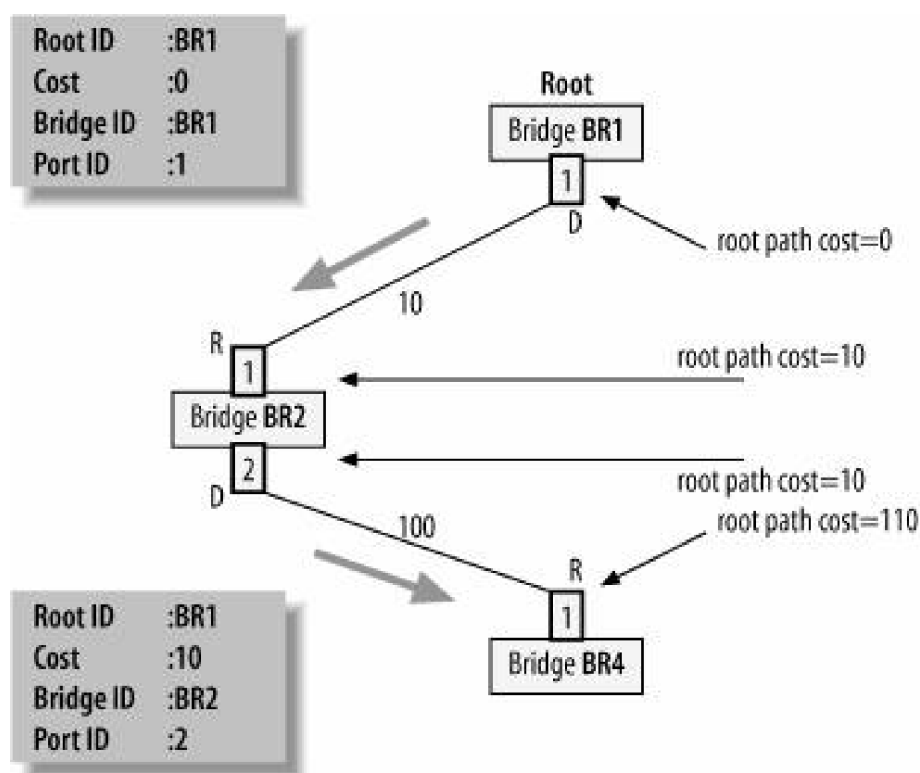 Root ID :BR1
Cost :0
Bridge ID :BR1
Port ID :1
Root
Bridge BR1
1
D
root path cost=0
10
R
1
root path cost=10
Bridge BR2
2
D
root path cost=10
100
root path cost=110
R
1
Bridge BR4
Root ID :BR1
Cost :10
Bridge ID :BR2
Port ID :2